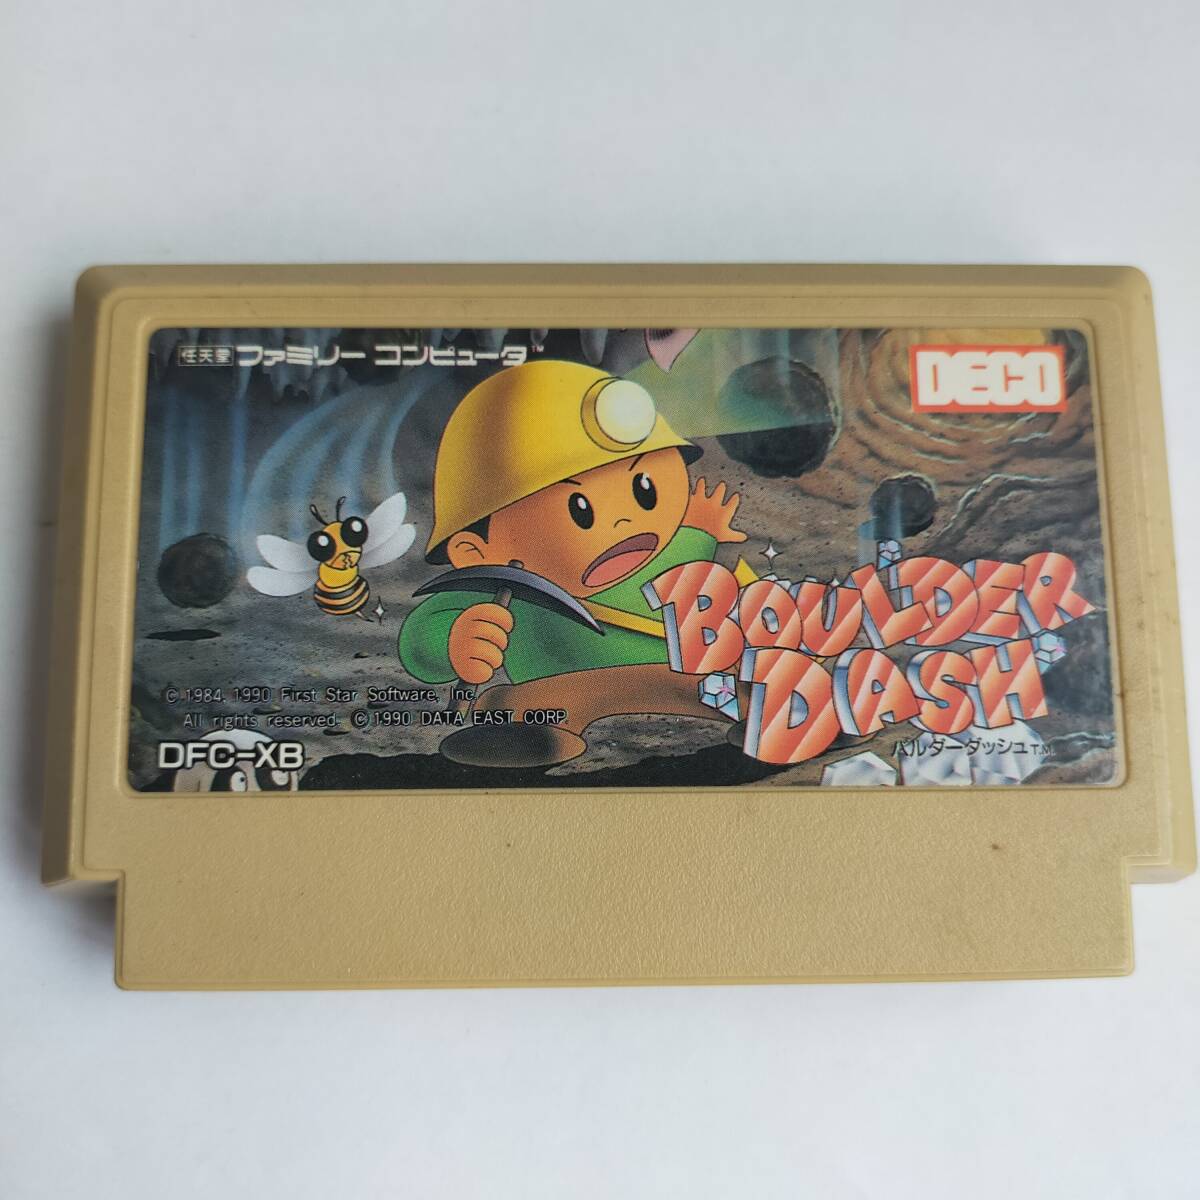 任天堂 ファミリー コンピュータ™
DECO
BOULDER
DASH
バルダーダッシュ T.M.
© 1984, 1990 First Star Software, Inc.
All rights reserved. © 1990 DATA EAST CORP.
DFC-XB